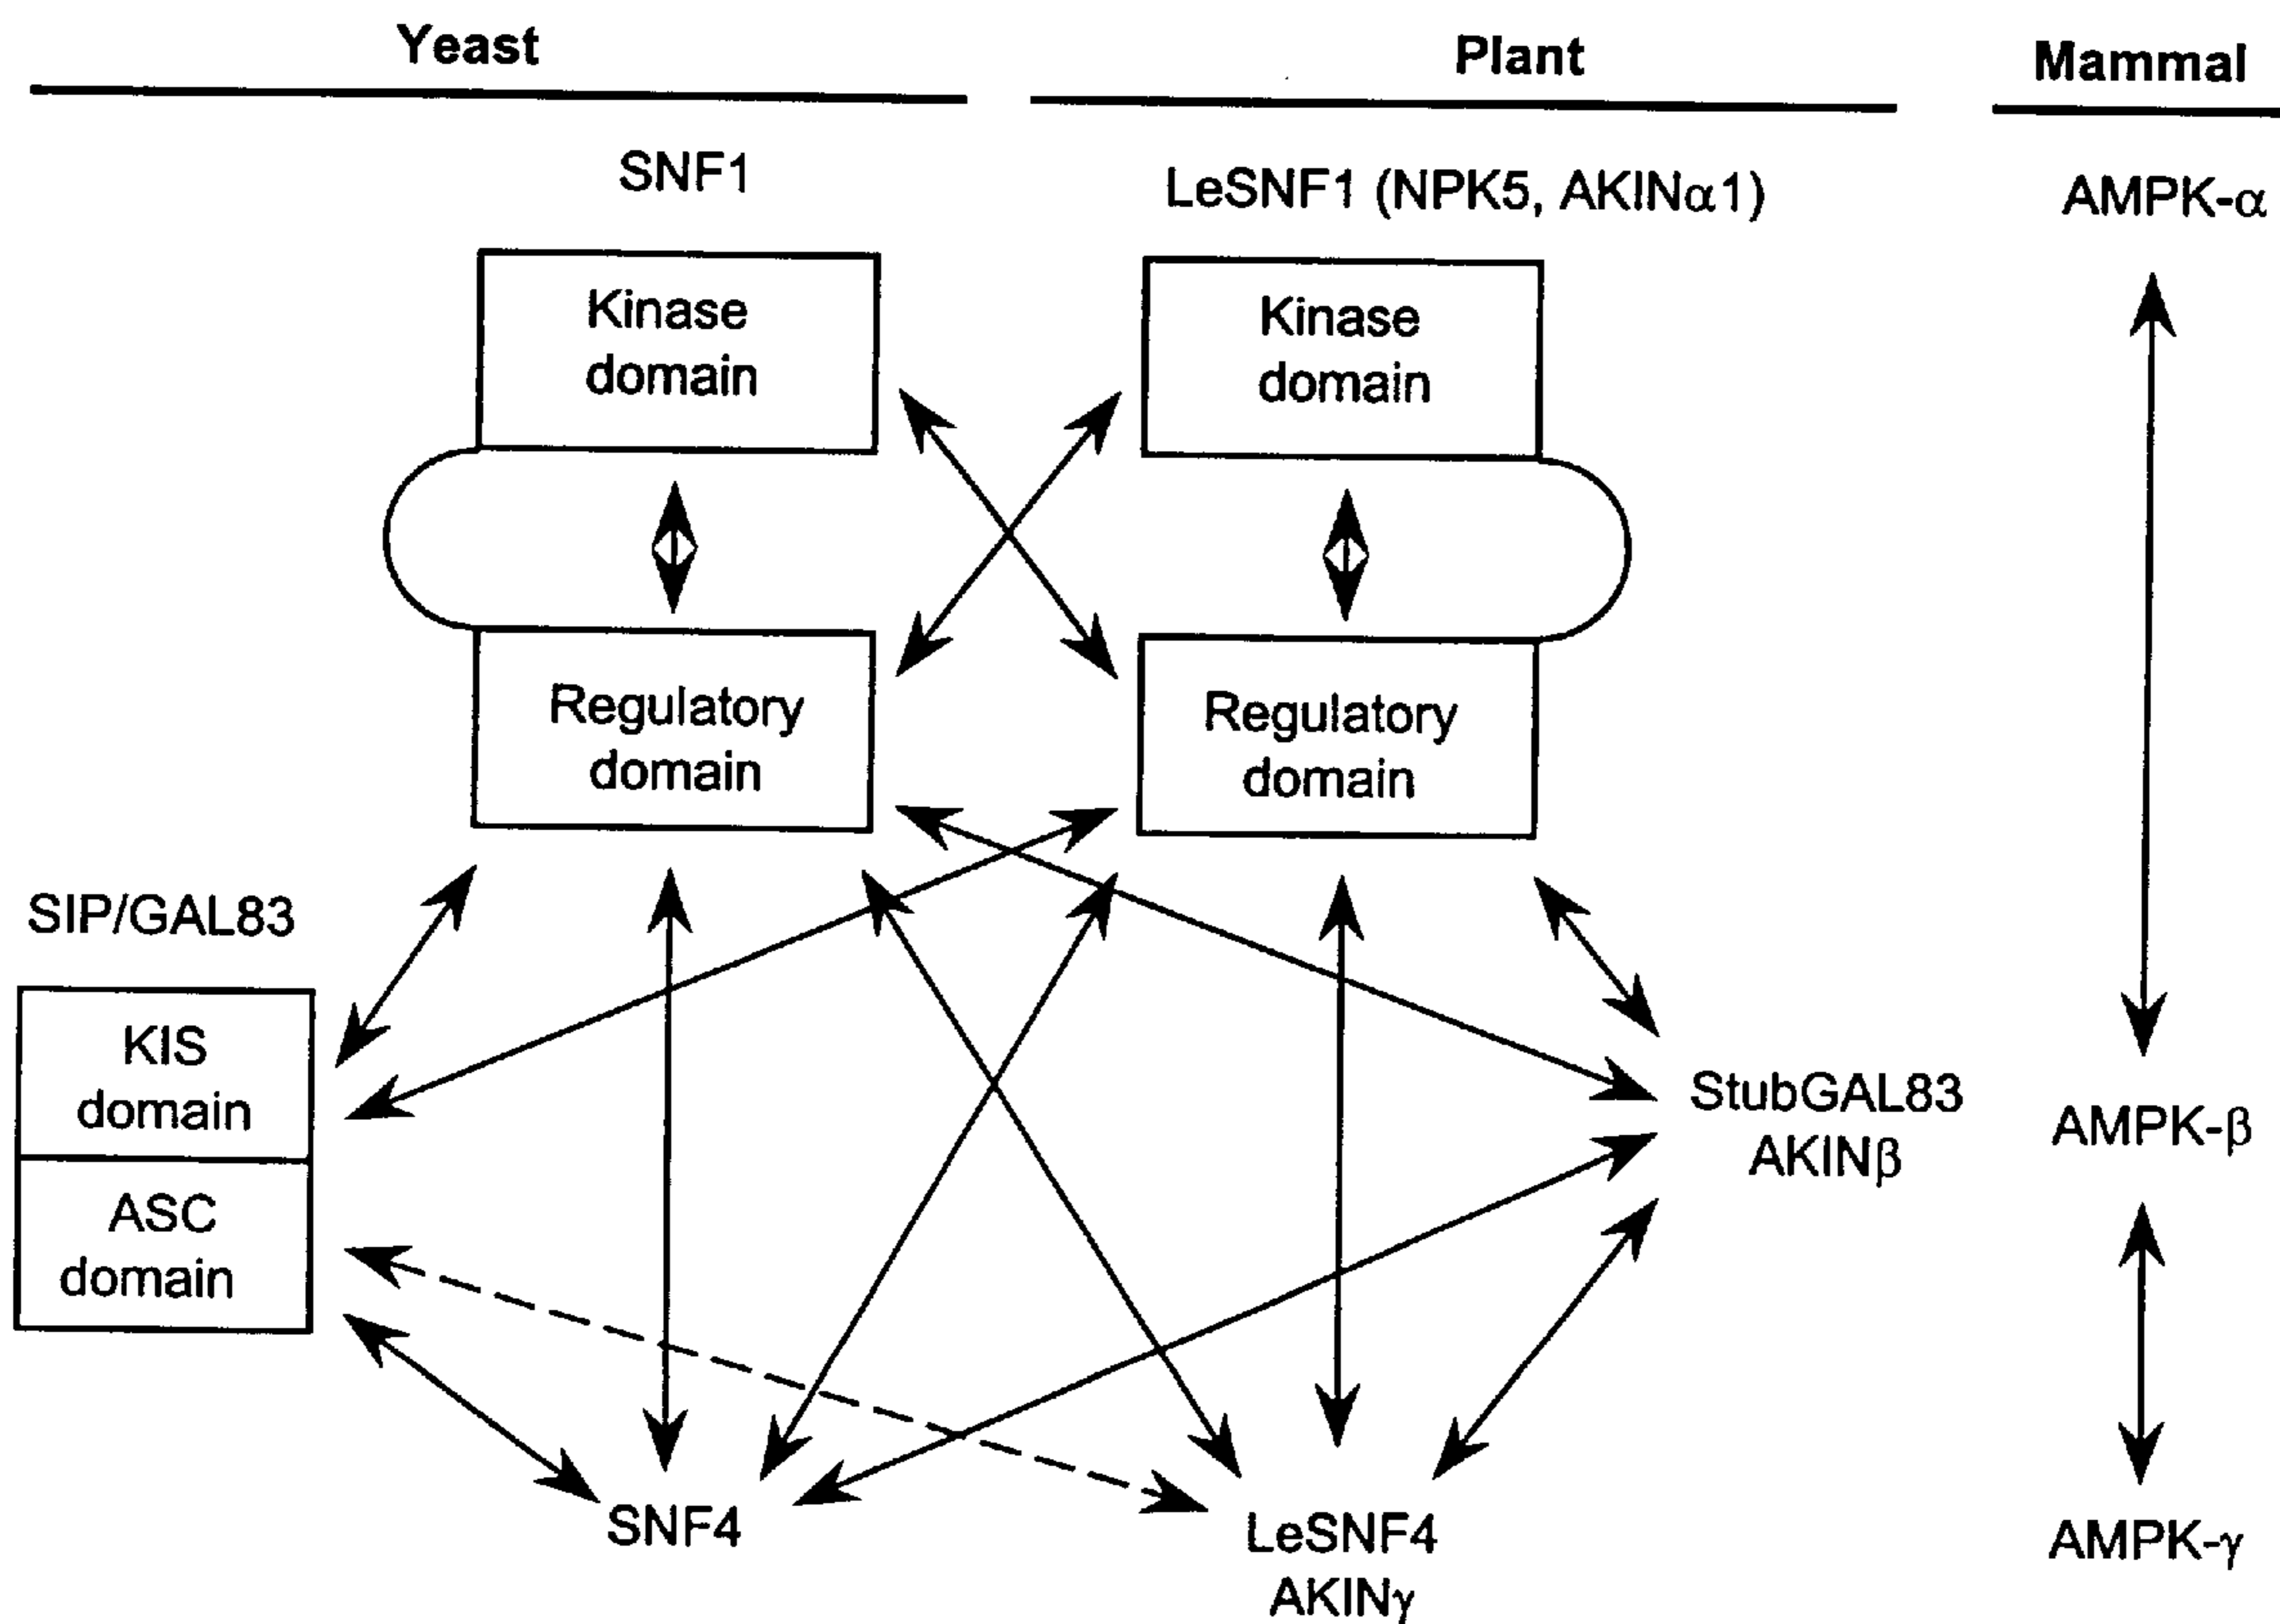 Yeast
Plant
Mammal
SNF1
LeSNF1 (NPK5, AKINα1)
AMPK-α
Kinase
domain
Kinase
domain
Regulatory
domain
Regulatory
domain
SIP/GAL83
KIS
domain
ASC
domain
StubGAL83
AKINβ
AMPK-β
SNF4
LeSNF4
AKINγ
AMPK-γ